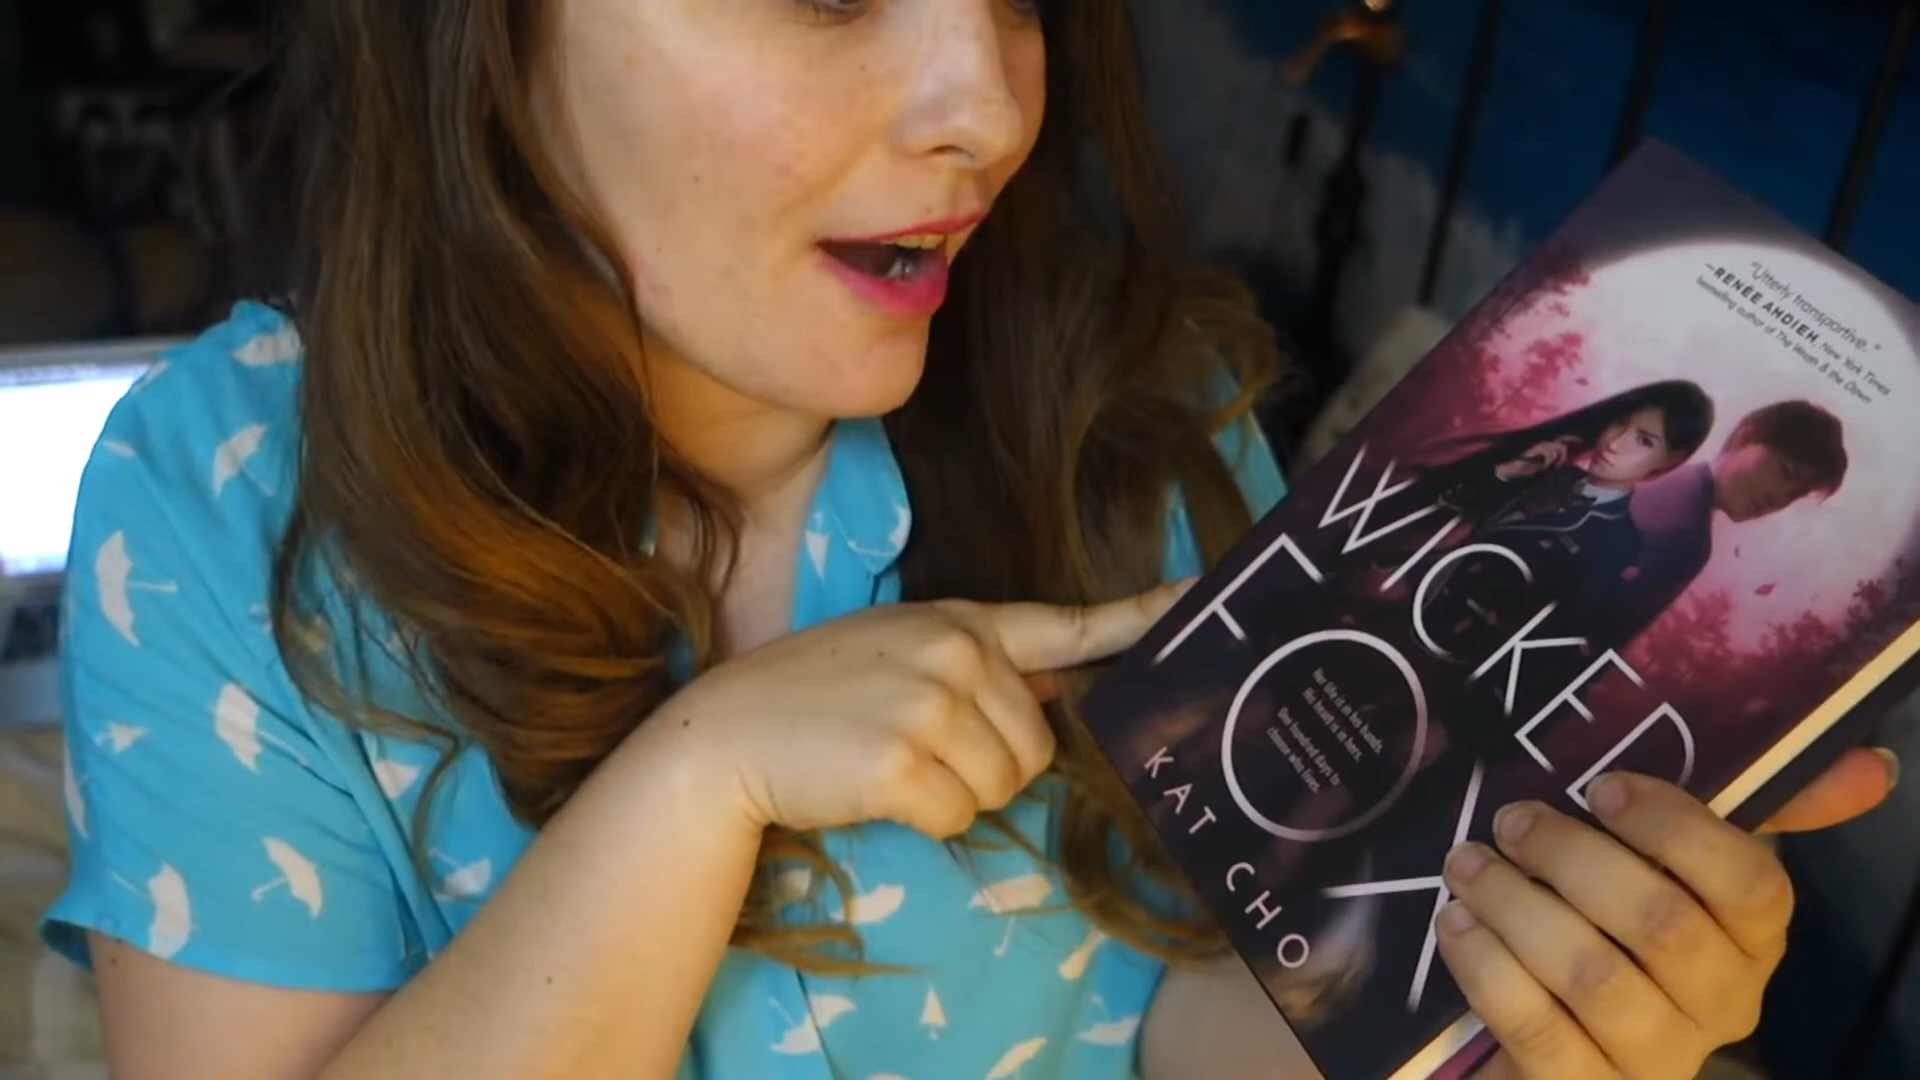 "Utterly transportive."
—RENÉE AHDIEH, New York Times
bestselling author of The Wrath & the Dawn
WICKED
FOX
Her life is in his hands.
His heart is in hers.
One hundred days to
choose who lives.
KAT CHO